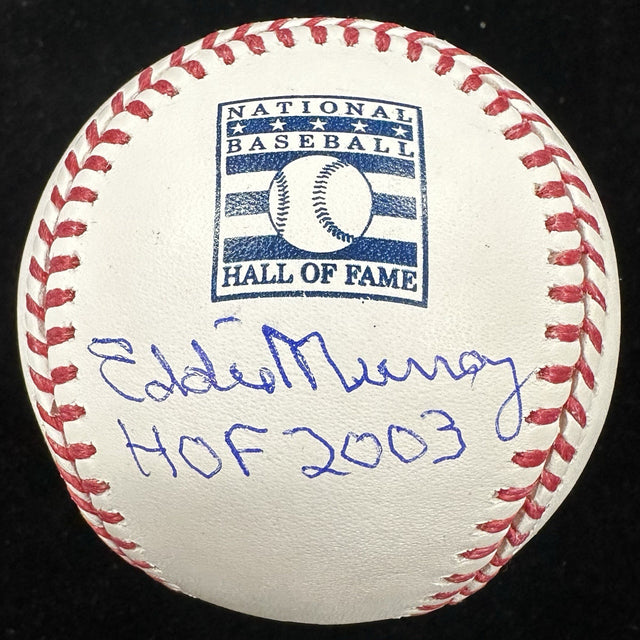 NATIONAL
BASEBALL
HALL OF FAME
Eddie Murray
HOF 2003